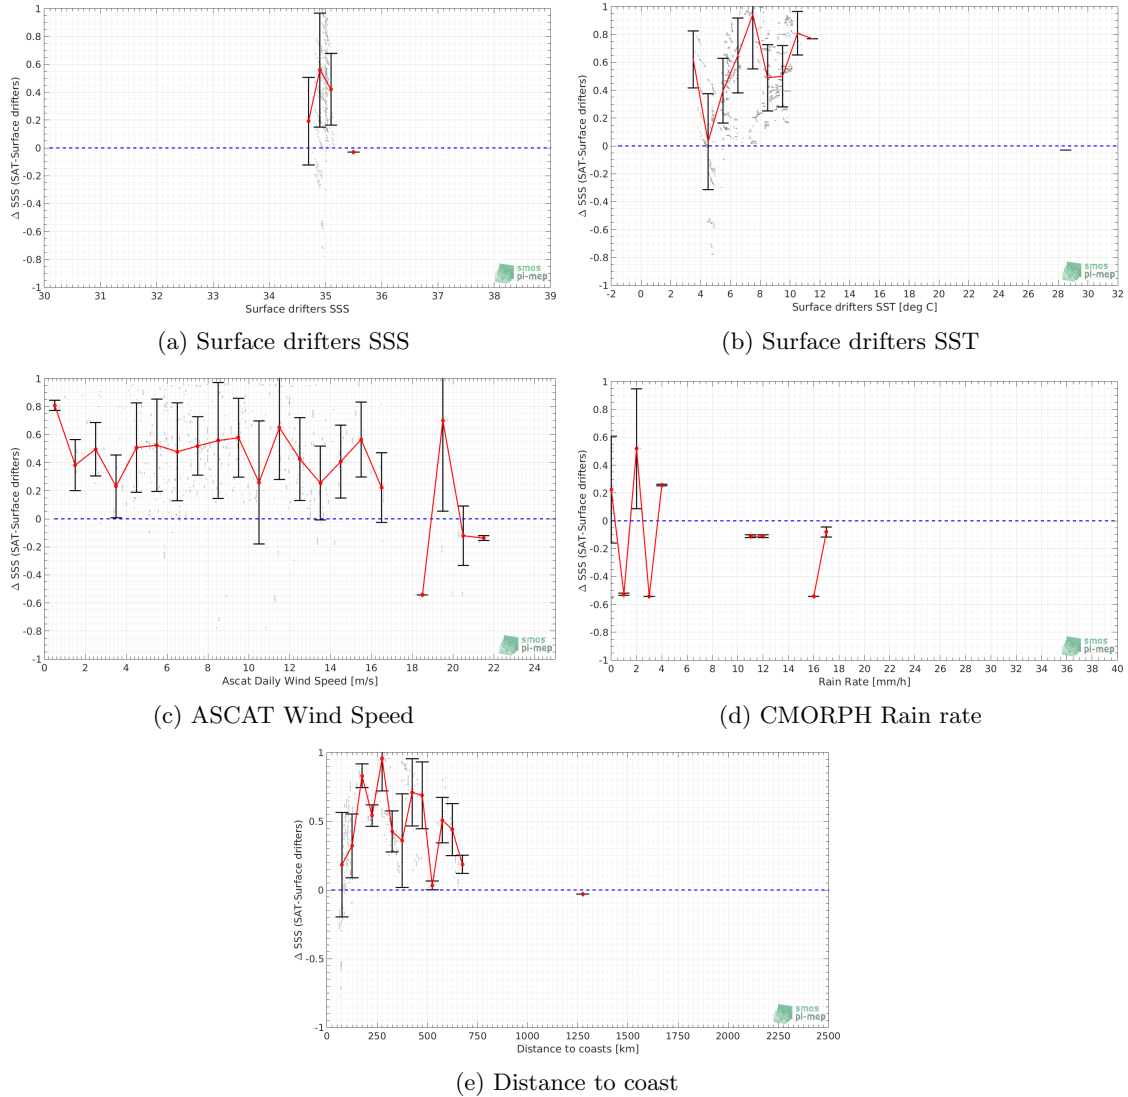 1
0.8
0.6
0.4
0.2
0
-0.2
-0.4
-0.6
-0.8
-1
Δ SSS (SAT-Surface drifters)
30 31 32 33 34 35 36 37 38 39
Surface drifters SSS
smos
pi-mep
(a) Surface drifters SSS
1
0.8
0.6
0.4
0.2
0
-0.2
-0.4
-0.6
-0.8
-1
Δ SSS (SAT-Surface drifters)
-2 0 2 4 6 8 10 12 14 16 18 20 22 24 26 28 30 32
Surface drifters SST [deg C]
smos
pi-mep
(b) Surface drifters SST
1
0.8
0.6
0.4
0.2
0
-0.2
-0.4
-0.6
-0.8
-1
Δ SSS (SAT-Surface drifters)
0 2 4 6 8 10 12 14 16 18 20 22 24
Ascat Daily Wind Speed [m/s]
smos
pi-mep
(c) ASCAT Wind Speed
1
0.8
0.6
0.4
0.2
0
-0.2
-0.4
-0.6
-0.8
-1
Δ SSS (SAT-Surface drifters)
0 2 4 6 8 10 12 14 16 18 20 22 24 26 28 30 32 34 36 38 40
Rain Rate [mm/h]
smos
pi-mep
(d) CMORPH Rain rate
1
0.5
0
-0.5
-1
Δ SSS (SAT-Surface drifters)
0 250 500 750 1000 1250 1500 1750 2000 2250 2500
Distance to coasts [km]
smos
pi-mep
(e) Distance to coast